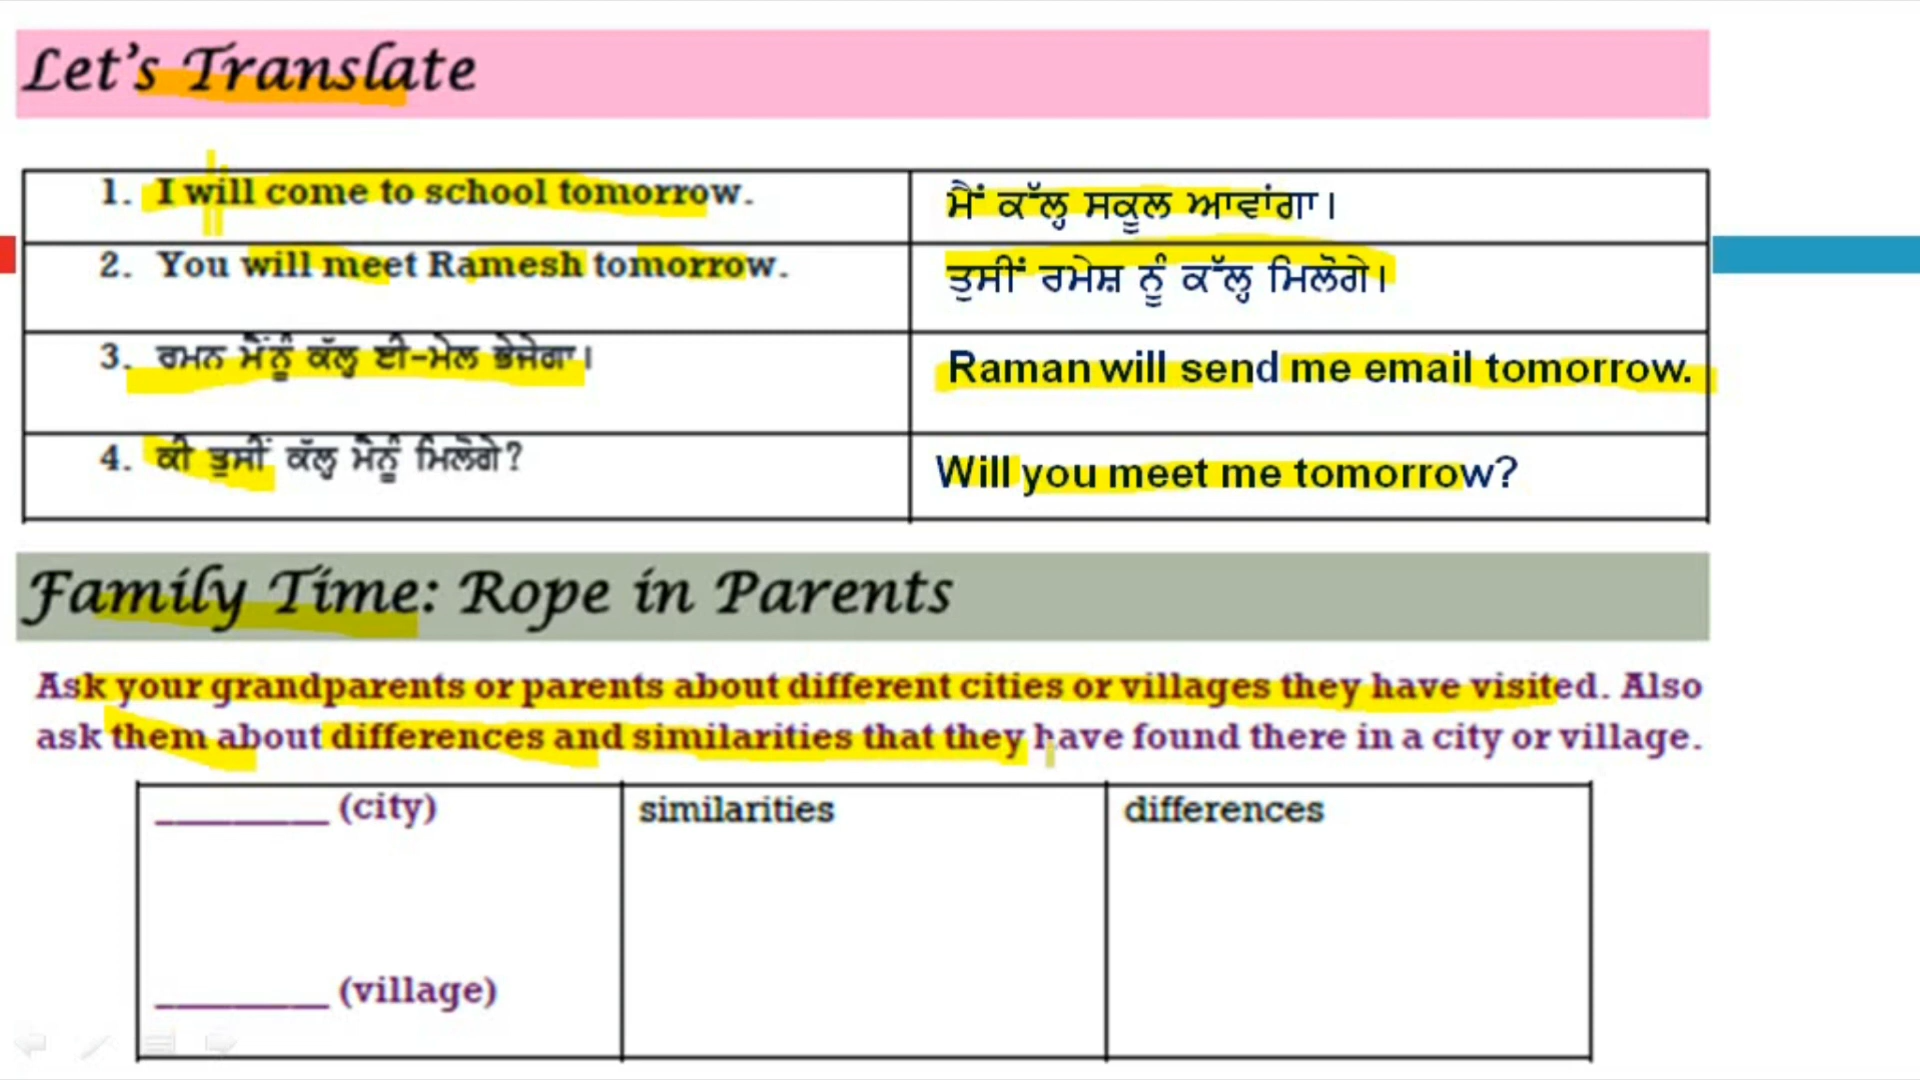 Let's Translate
1. I will come to school tomorrow.
ਮੈਂ ਕੱਲ੍ਹ ਸਕੂਲ ਆਵਾਂਗਾ।
2. You will meet Ramesh tomorrow.
ਤੁਸੀਂ ਰਮੇਸ਼ ਨੂੰ ਕੱਲ੍ਹ ਮਿਲੋਗੇ।
3. ਰਮਨ ਮੈਂਨੂੰ ਕੱਲ੍ਹ ਈ-ਮੇਲ ਭੇਜੇਗਾ।
Raman will send me email tomorrow.
4. ਕੀ ਤੁਸੀਂ ਕੱਲ੍ਹ ਮੈਨੂੰ ਮਿਲੋਗੇ?
Will you meet me tomorrow?
Family Time: Rope in Parents
Ask your grandparents or parents about different cities or villages they have visited. Also
ask them about differences and similarities that they have found there in a city or village.
_________ (city)
similarities
differences
_________ (village)